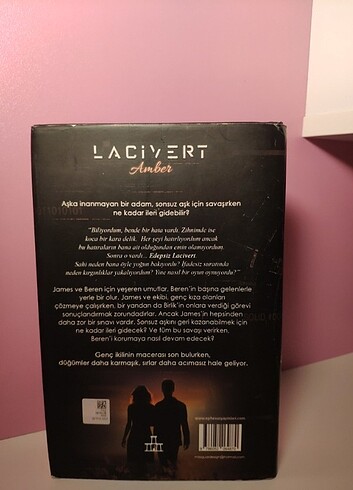 LACİVERT
Amber
Aşka inanmayan bir adam, sonsuz aşk için savaşırken
ne kadar ileri gidebilir?
"Biliyordum, bende bir hata vardı. Zihnimde ise
koca bir kara delik. Her şeyi hatırlıyordum ancak
bu hatıraların bana ait olduğundan emin olamıyordum.
Sonra o vardı... Edepsiz Lacivert.
Sahi neden bana öyle yoğun bakıyordu? İfadesiz suratında
neden kırgınlıklar yakalıyordum? Yine nasıl bir oyun oynuyordu?"
James ve Beren için yeşeren umutlar, Beren'in başına gelenlerle
yerle bir olur. James ve ekibi, genç kıza olanları
çözmeye çalışırken, bir yandan da Birlik'in onlara verdiği görevi
sonuçlandırmak zorundadırlar. Ancak James'in hepsinden
daha zor bir sınavı vardır. Sonsuz aşkını geri kazanabilmek için
ne kadar ileri gidecek? Ve tüm bu savaşı verirken,
Beren'i korumaya nasıl devam edecek?
Genç ikilinin macerası son bulurken,
düğümler daha karmaşık, sırlar daha acımasız hale geliyor.